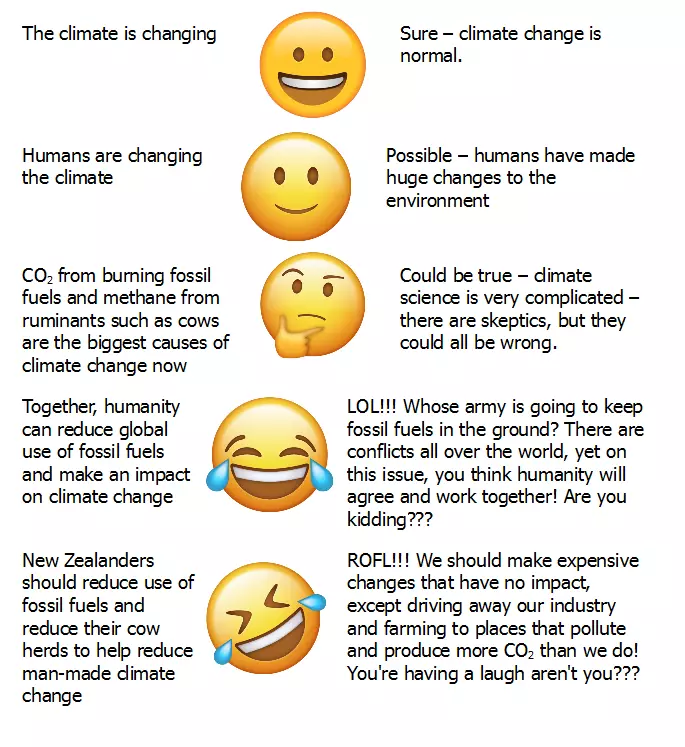 The climate is changing
Sure – climate change is
normal.
Humans are changing
the climate
Possible – humans have made
huge changes to the
environment
CO₂ from burning fossil
fuels and methane from
ruminants such as cows
are the biggest causes of
climate change now
Could be true – climate
science is very complicated –
there are skeptics, but they
could all be wrong.
Together, humanity
can reduce global
use of fossil fuels
and make an impact
on climate change
LOL!!! Whose army is going to keep
fossil fuels in the ground? There are
conflicts all over the world, yet on
this issue, you think humanity will
agree and work together! Are you
kidding???
New Zealanders
should reduce use of
fossil fuels and
reduce their cow
herds to help reduce
man-made climate
change
ROFL!!! We should make expensive
changes that have no impact,
except driving away our industry
and farming to places that pollute
and produce more CO₂ than we do!
You're having a laugh aren't you???